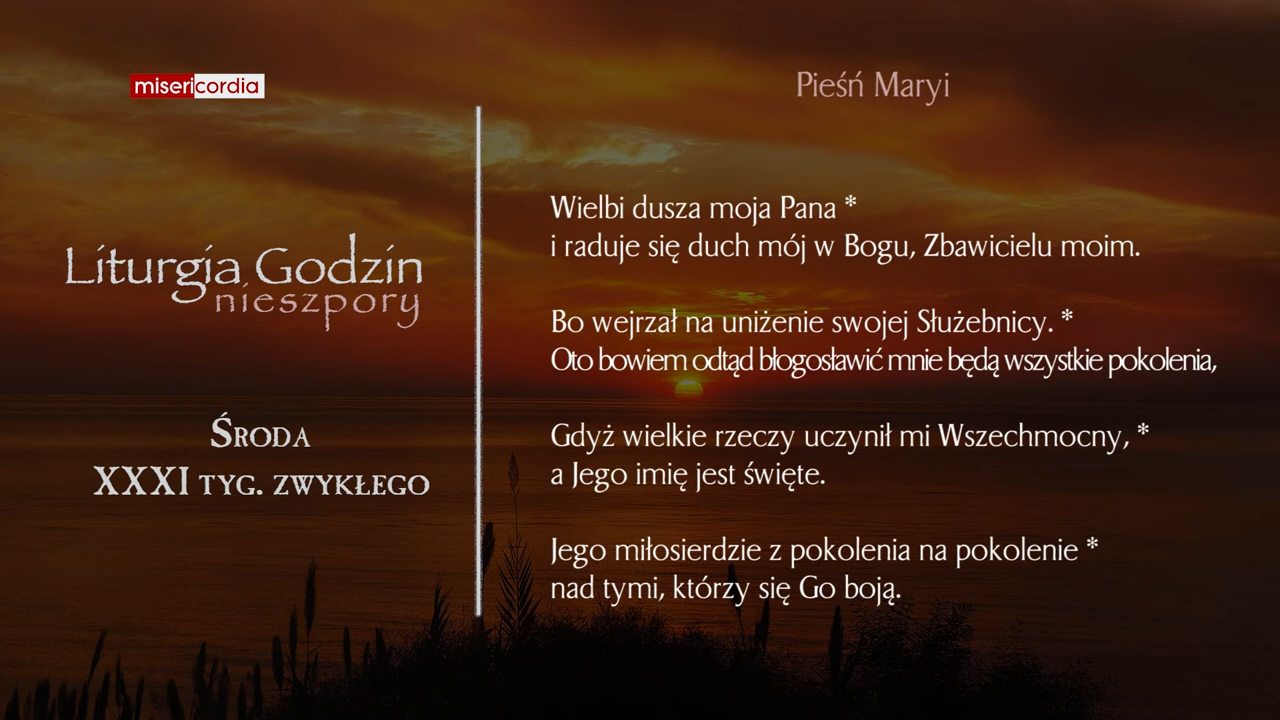 misericordia
Liturgia Godzin
nieszpory
Środa
XXXI tyg. zwykłego
Pieśń Maryi
Wielbi dusza moja Pana *
i raduje się duch mój w Bogu, Zbawicielu moim.
Bo wejrzał na uniżenie swojej Służebnicy. *
Oto bowiem odtąd błogosławić mnie będą wszystkie pokolenia,
Gdyż wielkie rzeczy uczynił mi Wszechmocny, *
a Jego imię jest święte.
Jego miłosierdzie z pokolenia na pokolenie *
nad tymi, którzy się Go boją.